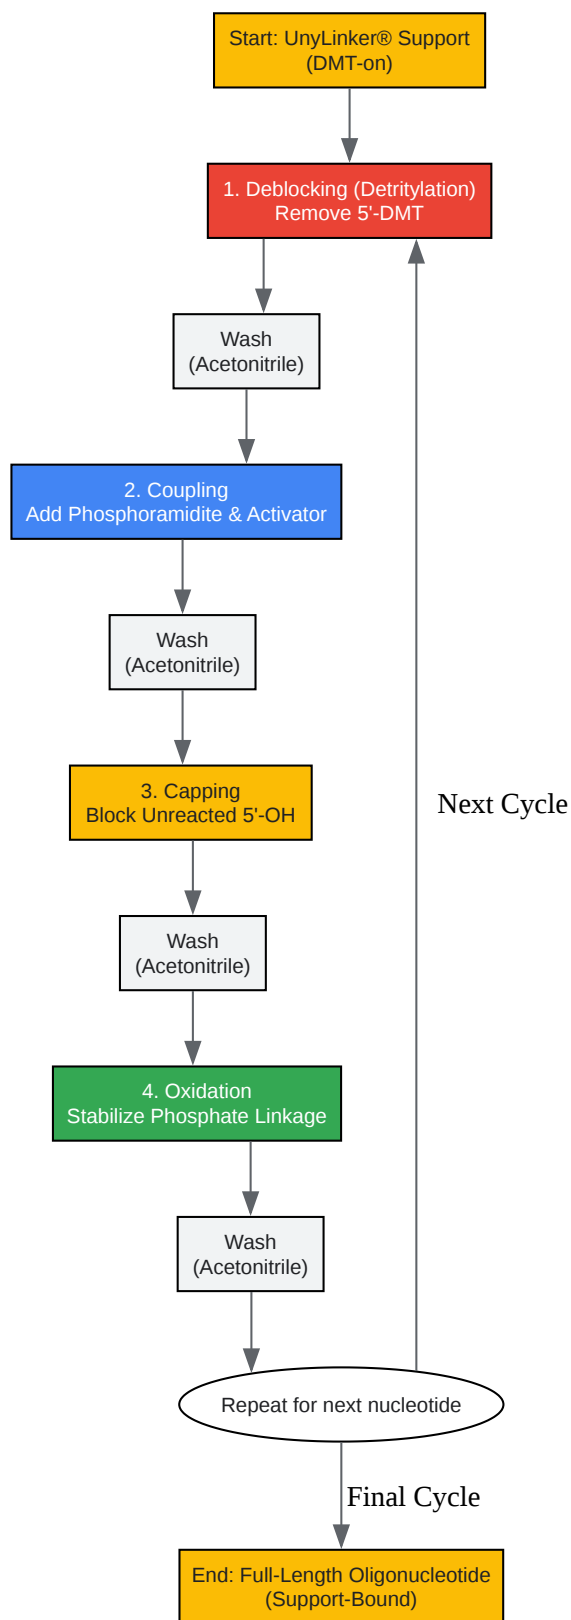 Start: UnyLinker® Support
(DMT-on)
1. Deblocking (Detritylation)
Remove 5'-DMT
Wash
(Acetonitrile)
2. Coupling
Add Phosphoramidite & Activator
Wash
(Acetonitrile)
3. Capping
Block Unreacted 5'-OH
Next Cycle
Wash
(Acetonitrile)
4. Oxidation
Stabilize Phosphate Linkage
Wash
(Acetonitrile)
Repeat for next nucleotide
Final Cycle
End: Full-Length Oligonucleotide
(Support-Bound)